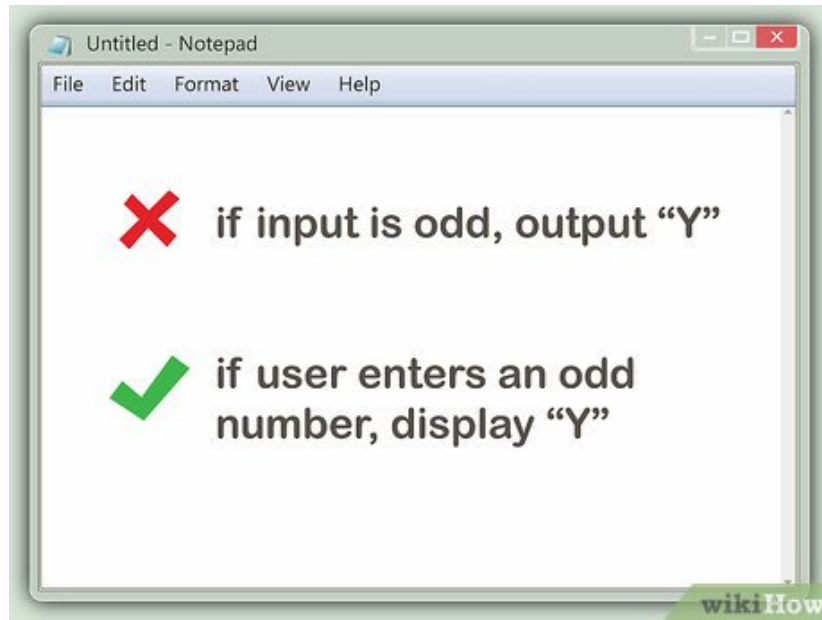 Untitled - Notepad
File Edit Format View Help
if input is odd, output “Y”
if user enters an odd
number, display “Y”
wikiHow